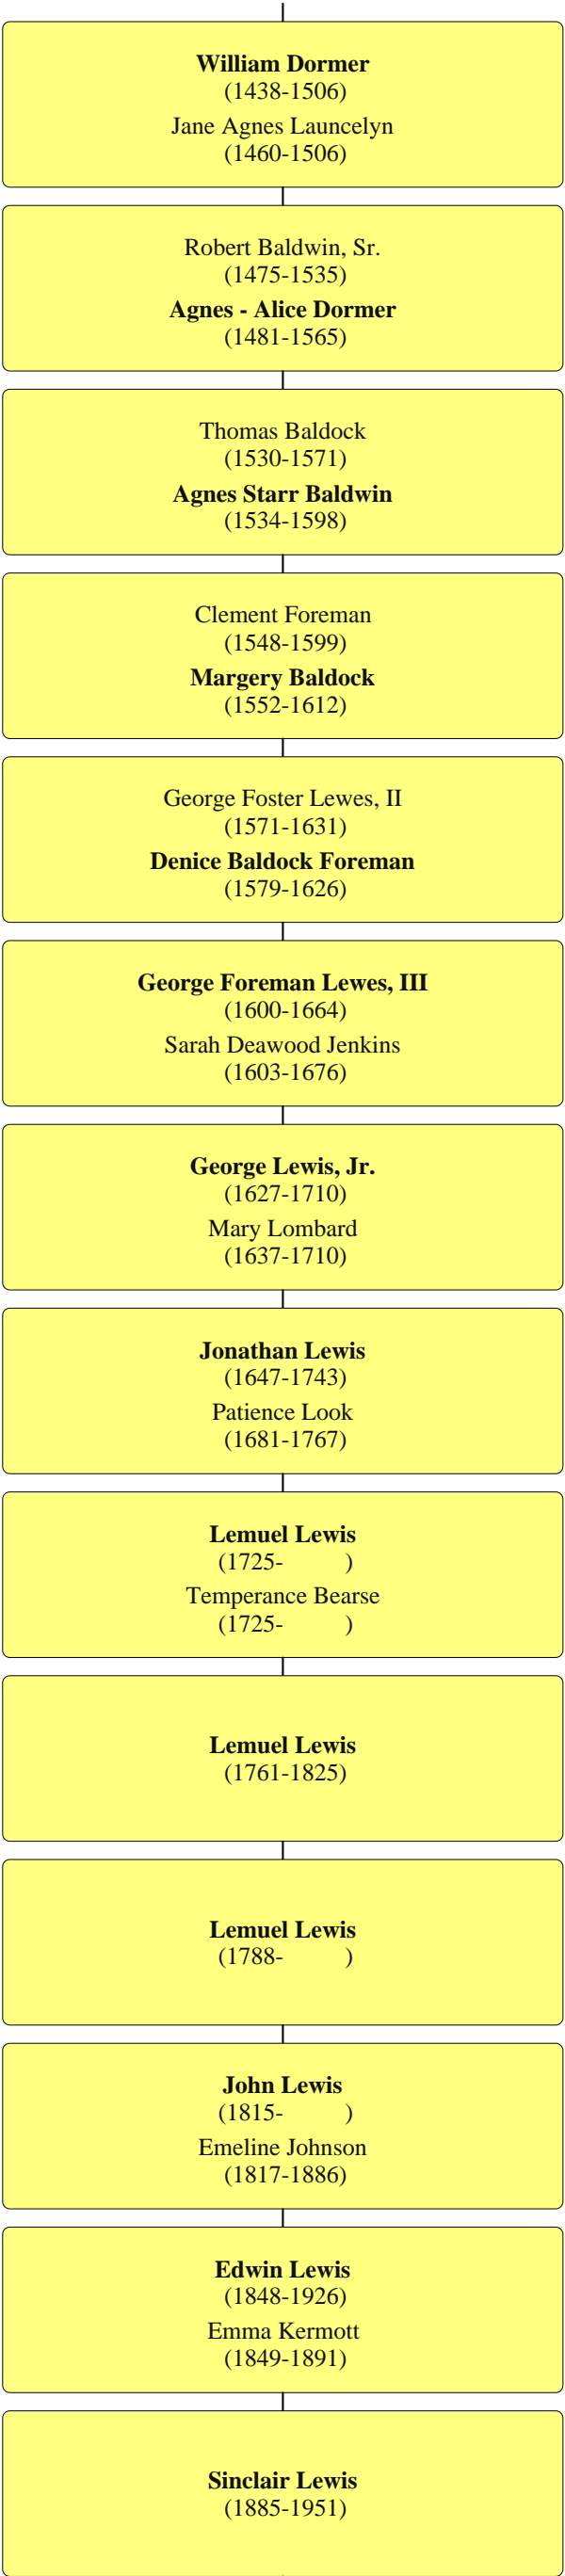 William Dormer
(1438-1506)
Jane Agnes Launcelyn
(1460-1506)
Robert Baldwin, Sr.
(1475-1535)
Agnes - Alice Dormer
(1481-1565)
Thomas Baldock
(1530-1571)
Agnes Starr Baldwin
(1534-1598)
Clement Foreman
(1548-1599)
Margery Baldock
(1552-1612)
George Foster Lewes, II
(1571-1631)
Denice Baldock Foreman
(1579-1626)
George Foreman Lewes, III
(1600-1664)
Sarah Deawood Jenkins
(1603-1676)
George Lewis, Jr.
(1627-1710)
Mary Lombard
(1637-1710)
Jonathan Lewis
(1647-1743)
Patience Look
(1681-1767)
Lemuel Lewis
(1725- )
Temperance Bearse
(1725- )
Lemuel Lewis
(1761-1825)
Lemuel Lewis
(1788- )
John Lewis
(1815- )
Emeline Johnson
(1817-1886)
Edwin Lewis
(1848-1926)
Emma Kermott
(1849-1891)
Sinclair Lewis
(1885-1951)